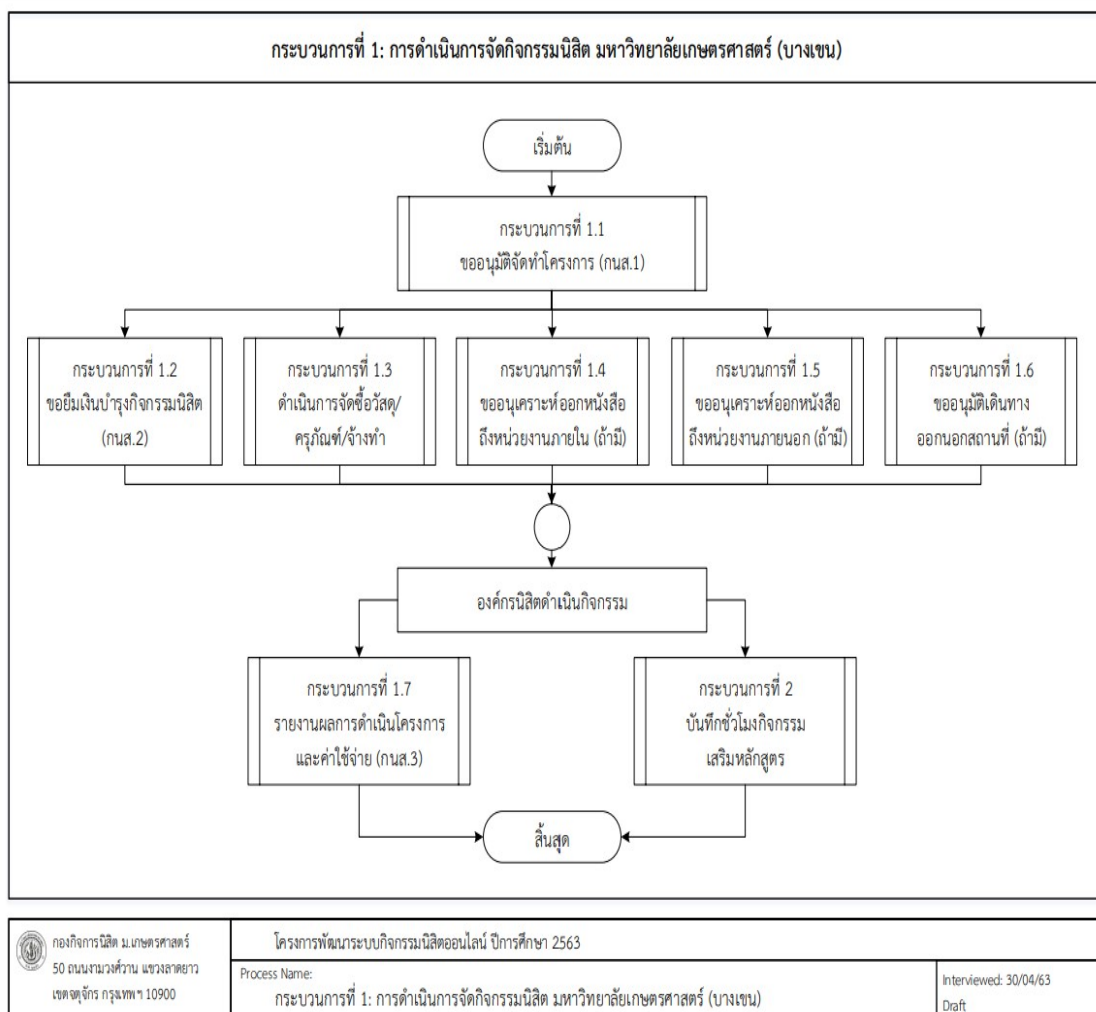 กระบวนการที่ 1: การดำเนินการจัดกิจกรรมนิสิต มหาวิทยาลัยเกษตรศาสตร์ (บางเขน)
เริ่มต้น
กระบวนการที่ 1.1
ขออนุมัติจัดทำโครงการ (กนส.1)
กระบวนการที่ 1.2
ขอยืมเงินบำรุงกิจกรรมนิสิต
(กนส.2)
กระบวนการที่ 1.3
ดำเนินการจัดซื้อวัสดุ/
ครุภัณฑ์/จ้างทำ
กระบวนการที่ 1.4
ขออนุเคราะห์ออกหนังสือ
ถึงหน่วยงานภายใน (ถ้ามี)
กระบวนการที่ 1.5
ขออนุเคราะห์ออกหนังสือ
ถึงหน่วยงานภายนอก (ถ้ามี)
กระบวนการที่ 1.6
ขออนุมัติเดินทาง
ออกนอกสถานที่ (ถ้ามี)
องค์กรนิสิตดำเนินกิจกรรม
กระบวนการที่ 1.7
รายงานผลการดำเนินโครงการ
และค่าใช้จ่าย (กนส.3)
กระบวนการที่ 2
บันทึกชั่วโมงกิจกรรม
เสริมหลักสูตร
สิ้นสุด
กองกิจการนิสิต ม.เกษตรศาสตร์
50 ถนนงามวงศ์วาน แขวงลาดยาว
เขตจตุจักร กรุงเทพฯ 10900
โครงการพัฒนาระบบกิจกรรมนิสิตออนไลน์ ปีการศึกษา 2563
Process Name:
กระบวนการที่ 1: การดำเนินการจัดกิจกรรมนิสิต มหาวิทยาลัยเกษตรศาสตร์ (บางเขน)
Interviewed: 30/04/63
Draft